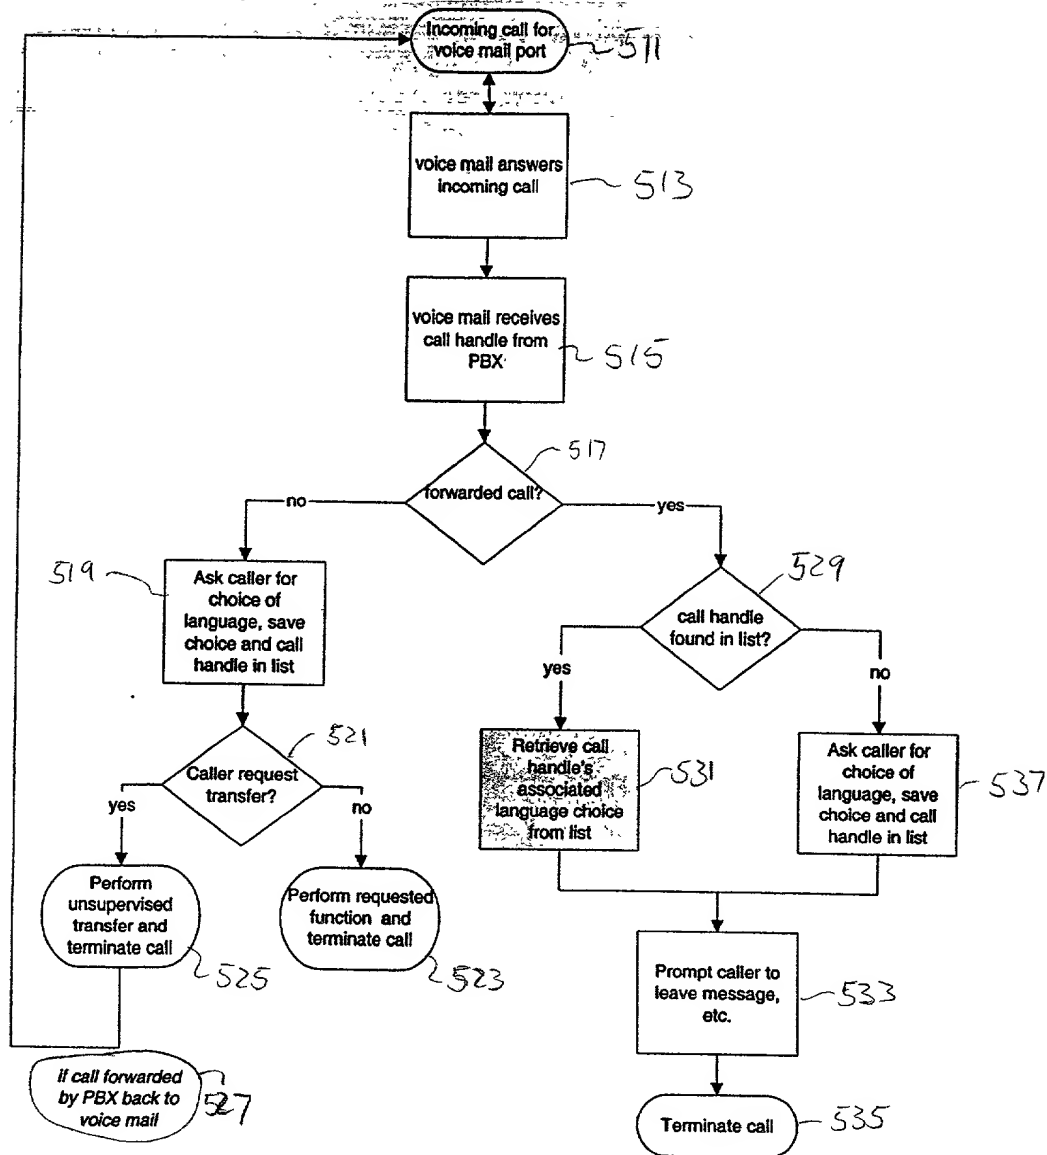 Incoming call for
voice mail port
511
voice mail answers
incoming call
513
voice mail receives
call handle from
PBX
515
517
forwarded call?
no
yes
519
Ask caller for
choice of
language, save
choice and call
handle in list
529
call handle
found in list?
yes
no
521
Caller request
transfer?
yes
no
Retrieve call
handle's
associated
language choice
from list
531
Ask caller for
choice of
language, save
choice and call
handle in list
537
Perform
unsupervised
transfer and
terminate call
525
Perform requested
function and
terminate call
523
Prompt caller to
leave message,
etc.
533
if call forwarded
by PBX back to
voice mail
527
Terminate call
535